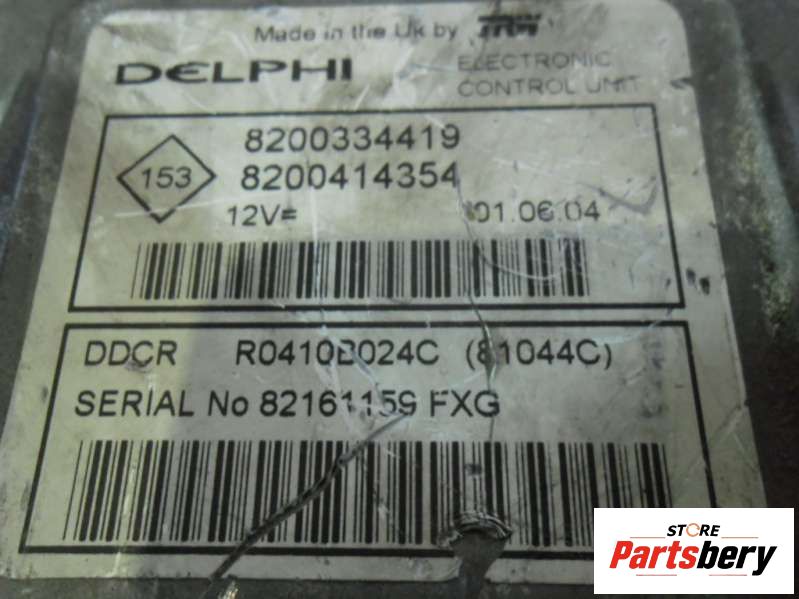 Made in the Uk by TRW
DELPHI
ELECTRONIC
CONTROL UNIT
8200334419
153
8200414354
12V=
01.06.04
DDCR R0410B024C (81044C)
SERIAL No 82161159 FXG
STORE
Partsbery